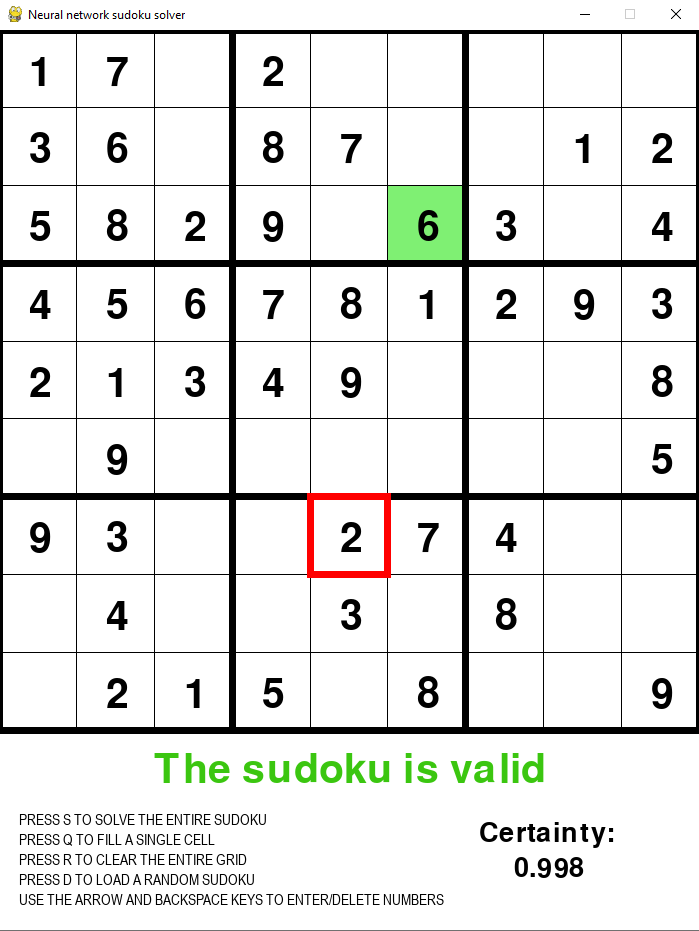 Neural network sudoku solver
1 7 2
3 6 8 7 1 2
5 8 2 9 6 3 4
4 5 6 7 8 1 2 9 3
2 1 3 4 9 8
9 5
9 3 2 7 4
4 3 8
2 1 5 8 9
The sudoku is valid
PRESS S TO SOLVE THE ENTIRE SUDOKU
PRESS Q TO FILL A SINGLE CELL
PRESS R TO CLEAR THE ENTIRE GRID
PRESS D TO LOAD A RANDOM SUDOKU
USE THE ARROW AND BACKSPACE KEYS TO ENTER/DELETE NUMBERS
Certainty:
0.998